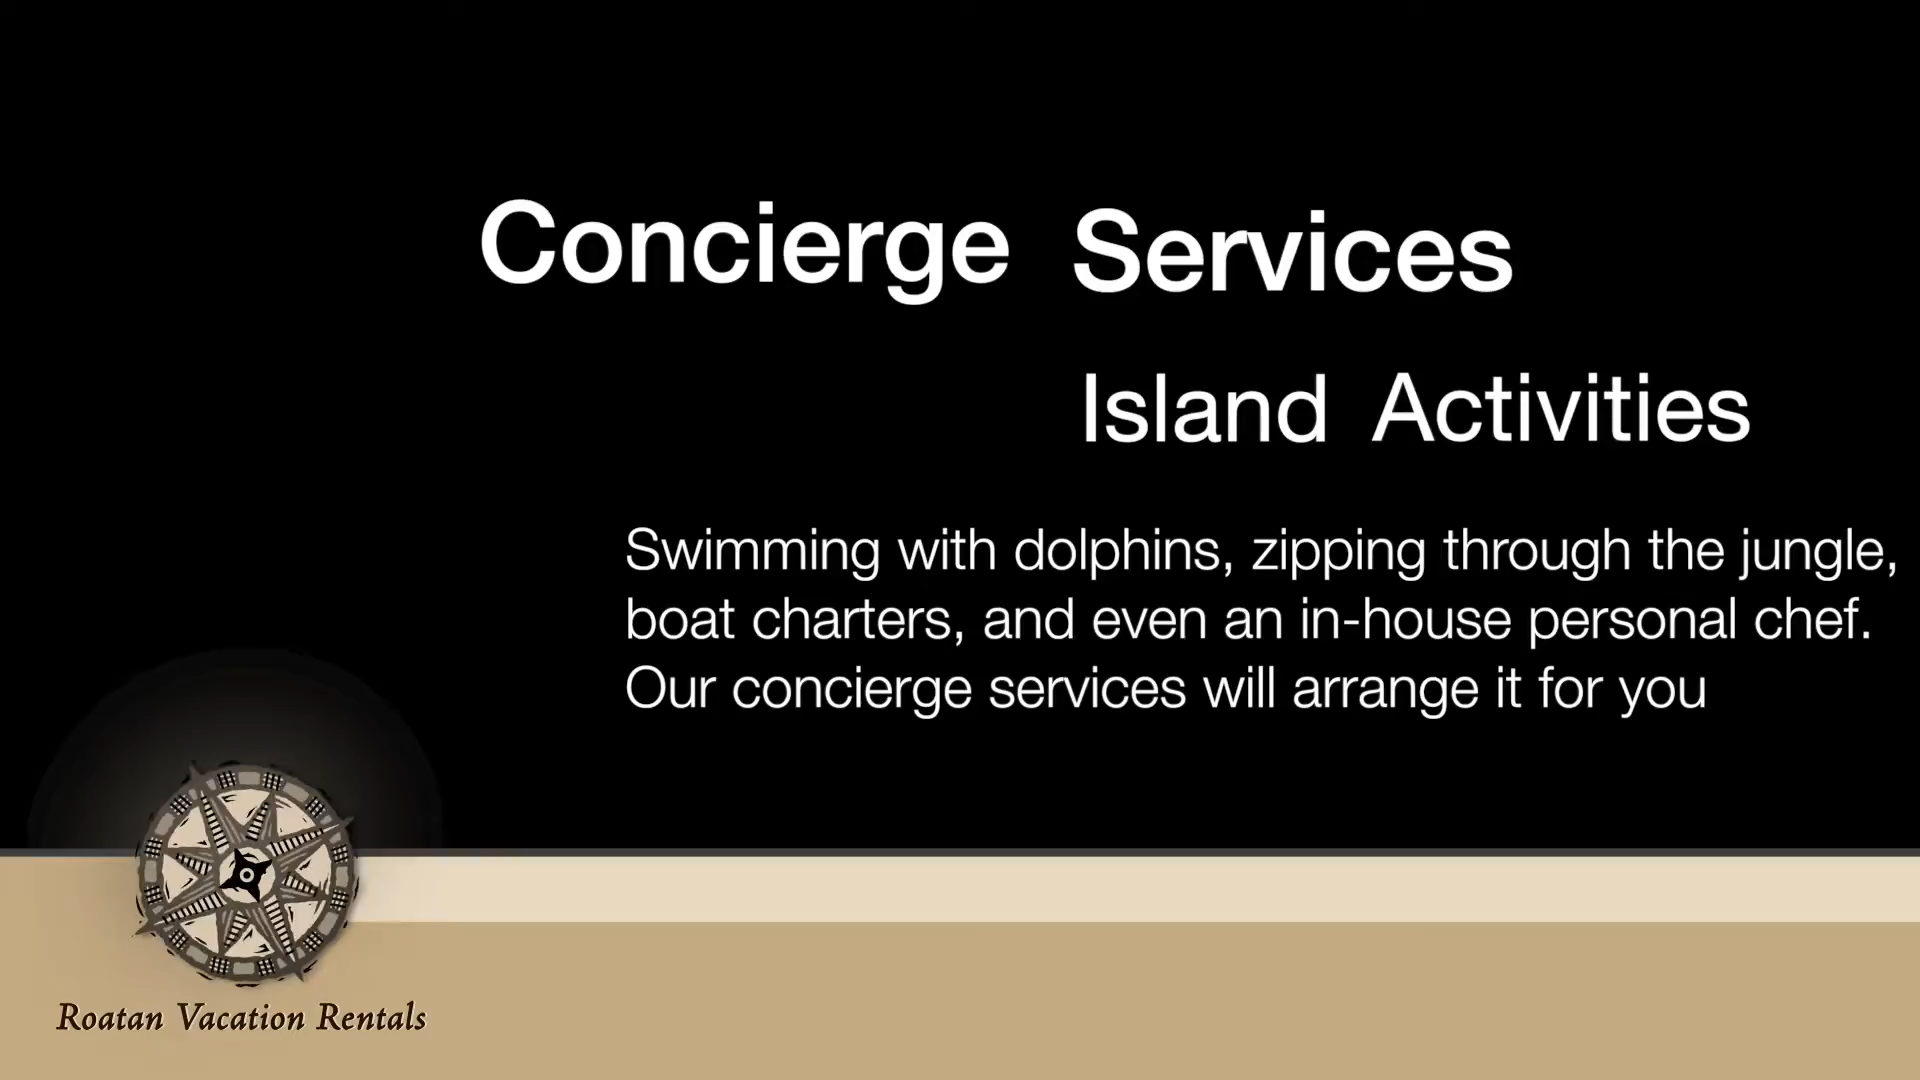 Concierge Services
Island Activities
Swimming with dolphins, zipping through the jungle,
boat charters, and even an in-house personal chef.
Our concierge services will arrange it for you
Roatan Vacation Rentals